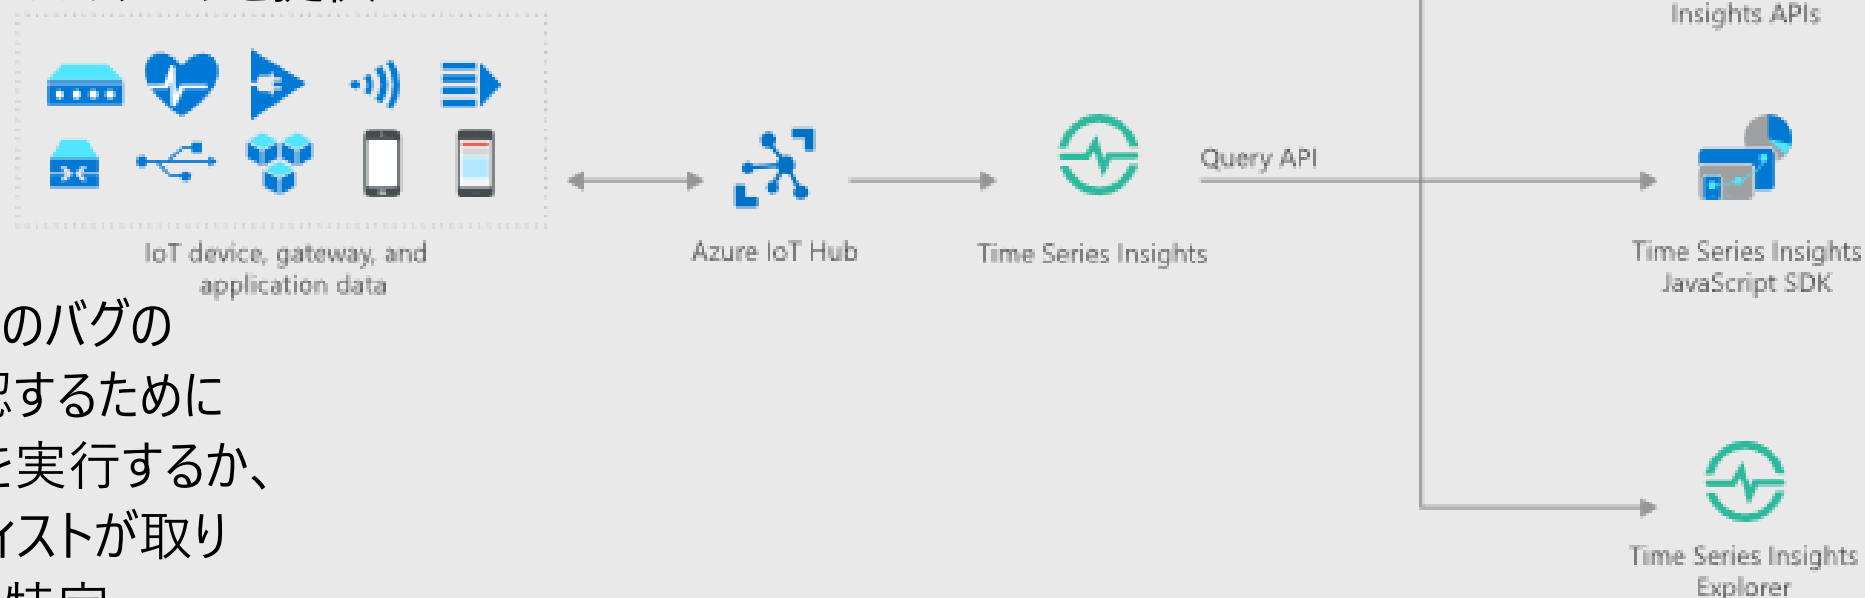 Insights APIs
Query API
IoT device, gateway, and
application data
Azure IoT Hub
Time Series Insights
Time Series Insights
JavaScript SDK
のバグの
認するために
を実行するか、
ィストが取り
Time Series Insights
Explorer